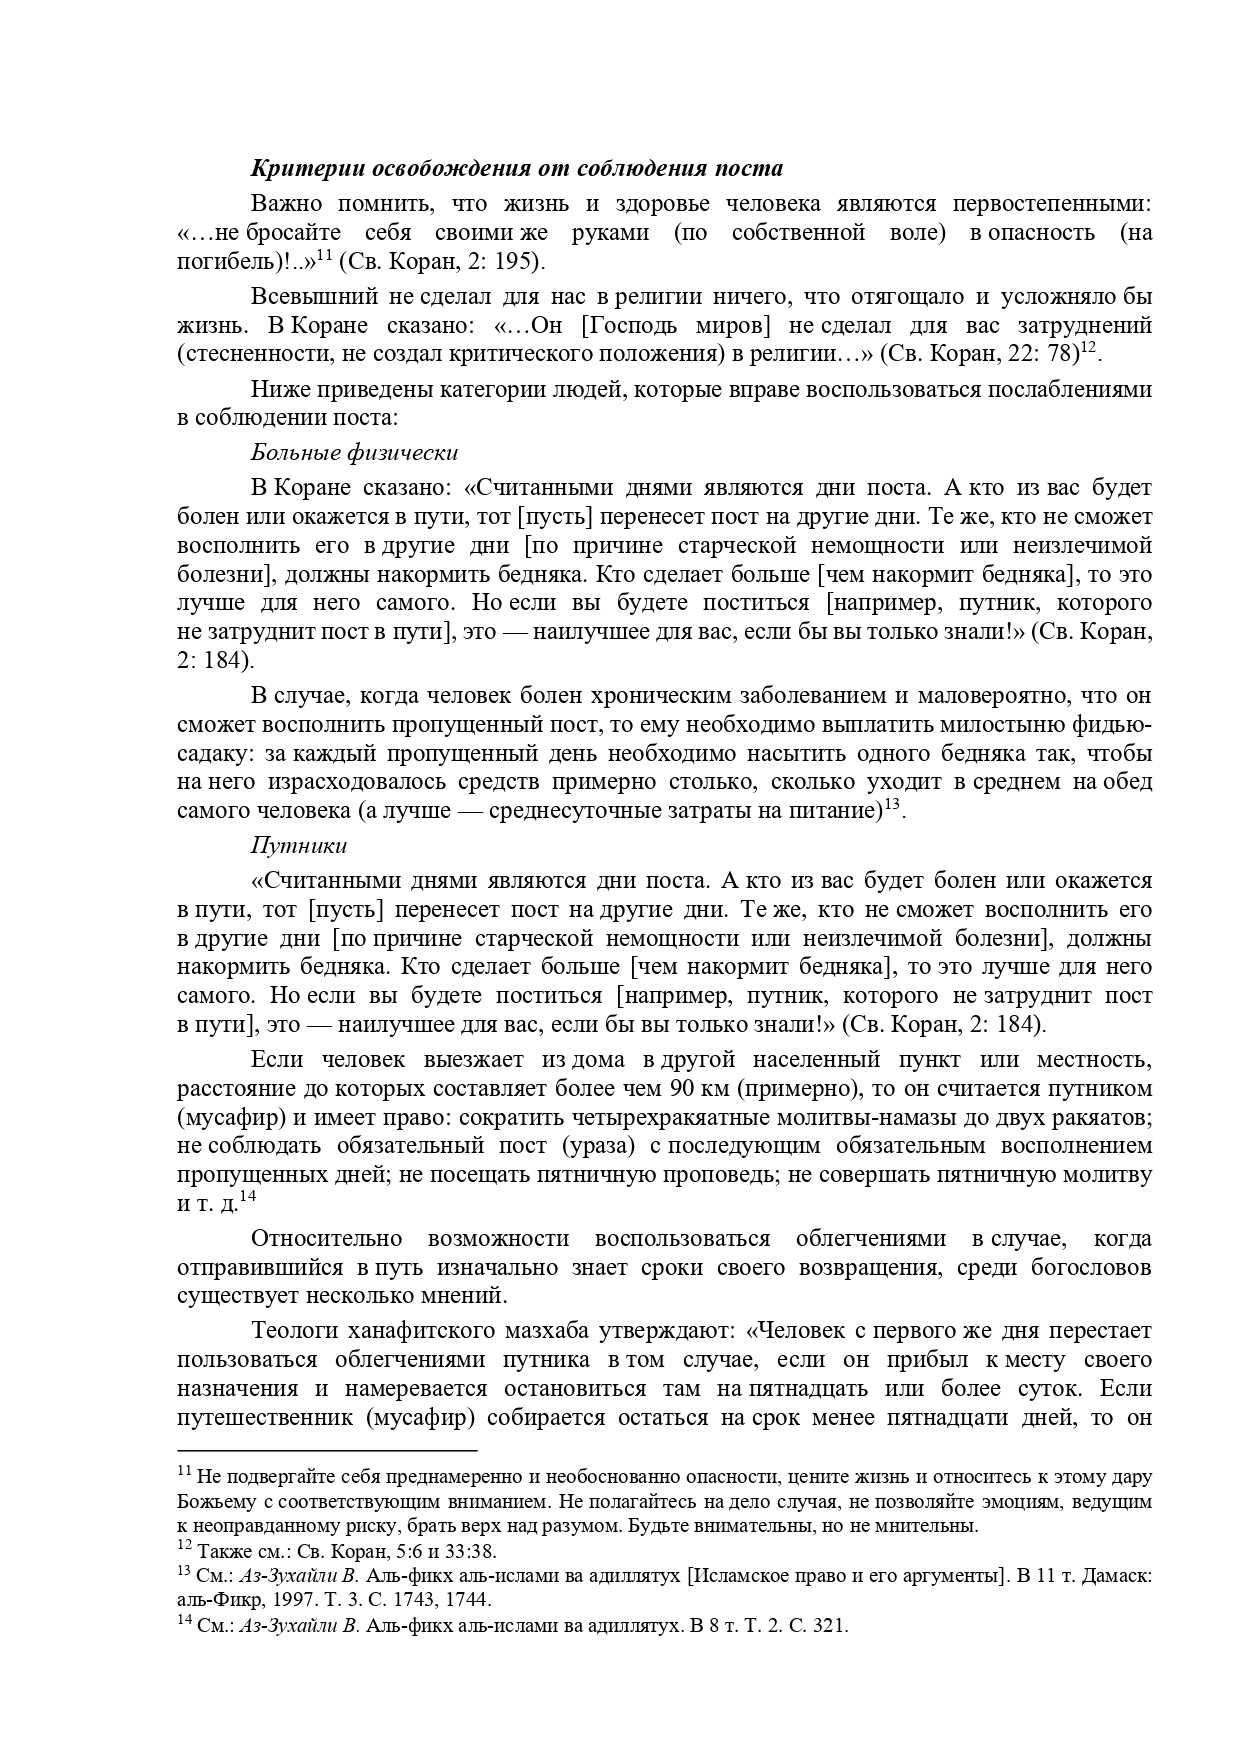 Критерии освобождения от соблюдения поста
Важно помнить, что жизнь и здоровье человека являются первостепенными:
«…не бросайте себя своими же руками (по собственной воле) в опасность (на
погибель)!..»11 (Св. Коран, 2: 195).
Всевышний не сделал для нас в религии ничего, что отягощало и усложняло бы
жизнь. В Коране сказано: «…Он [Господь миров] не сделал для вас затруднений
(стесненности, не создал критического положения) в религии…» (Св. Коран, 22: 78)12.
Ниже приведены категории людей, которые вправе воспользоваться послаблениями
в соблюдении поста:
Больные физически
В Коране сказано: «Считанными днями являются дни поста. А кто из вас будет
болен или окажется в пути, тот [пусть] перенесет пост на другие дни. Те же, кто не сможет
восполнить его в другие дни [по причине старческой немощности или неизлечимой
болезни], должны накормить бедняка. Кто сделает больше [чем накормит бедняка], то это
лучше для него самого. Но если вы будете поститься [например, путник, которого
не затруднит пост в пути], это — наилучшее для вас, если бы вы только знали!» (Св. Коран,
2: 184).
В случае, когда человек болен хроническим заболеванием и маловероятно, что он
сможет восполнить пропущенный пост, то ему необходимо выплатить милостыню фидью-
садаку: за каждый пропущенный день необходимо насытить одного бедняка так, чтобы
на него израсходовалось средств примерно столько, сколько уходит в среднем на обед
самого человека (а лучше — среднесуточные затраты на питание)13.
Путники
«Считанными днями являются дни поста. А кто из вас будет болен или окажется
в пути, тот [пусть] перенесет пост на другие дни. Те же, кто не сможет восполнить его
в другие дни [по причине старческой немощности или неизлечимой болезни], должны
накормить бедняка. Кто сделает больше [чем накормит бедняка], то это лучше для него
самого. Но если вы будете поститься [например, путник, которого не затруднит пост
в пути], это — наилучшее для вас, если бы вы только знали!» (Св. Коран, 2: 184).
Если человек выезжает из дома в другой населенный пункт или местность,
расстояние до которых составляет более чем 90 км (примерно), то он считается путником
(мусафир) и имеет право: сократить четырехракяатные молитвы-намазы до двух ракяатов;
не соблюдать обязательный пост (ураза) с последующим обязательным восполнением
пропущенных дней; не посещать пятничную проповедь; не совершать пятничную молитву
и т. д.14
Относительно возможности воспользоваться облегчениями в случае, когда
отправившийся в путь изначально знает сроки своего возвращения, среди богословов
существует несколько мнений.
Теологи ханафитского мазхаба утверждают: «Человек с первого же дня перестает
пользоваться облегчениями путника в том случае, если он прибыл к месту своего
назначения и намеревается остановиться там на пятнадцать или более суток. Если
путешественник (мусафир) собирается остаться на срок менее пятнадцати дней, то он
11 Не подвергайте себя преднамеренно и необоснованно опасности, цените жизнь и относитесь к этому дару
Божьему с соответствующим вниманием. Не полагайтесь на дело случая, не позволяйте эмоциям, ведущим
к неоправданному риску, брать верх над разумом. Будьте внимательны, но не мнительны.
12 Также см.: Св. Коран, 5:6 и 33:38.
13 См.: Аз-Зухайли В. Аль-фикх аль-ислами ва адиллятух [Исламское право и его аргументы]. В 11 т. Дамаск:
аль-Фикр, 1997. Т. 3. С. 1743, 1744.
14 См.: Аз-Зухайли В. Аль-фикх аль-ислами ва адиллятух. В 8 т. Т. 2. С. 321.